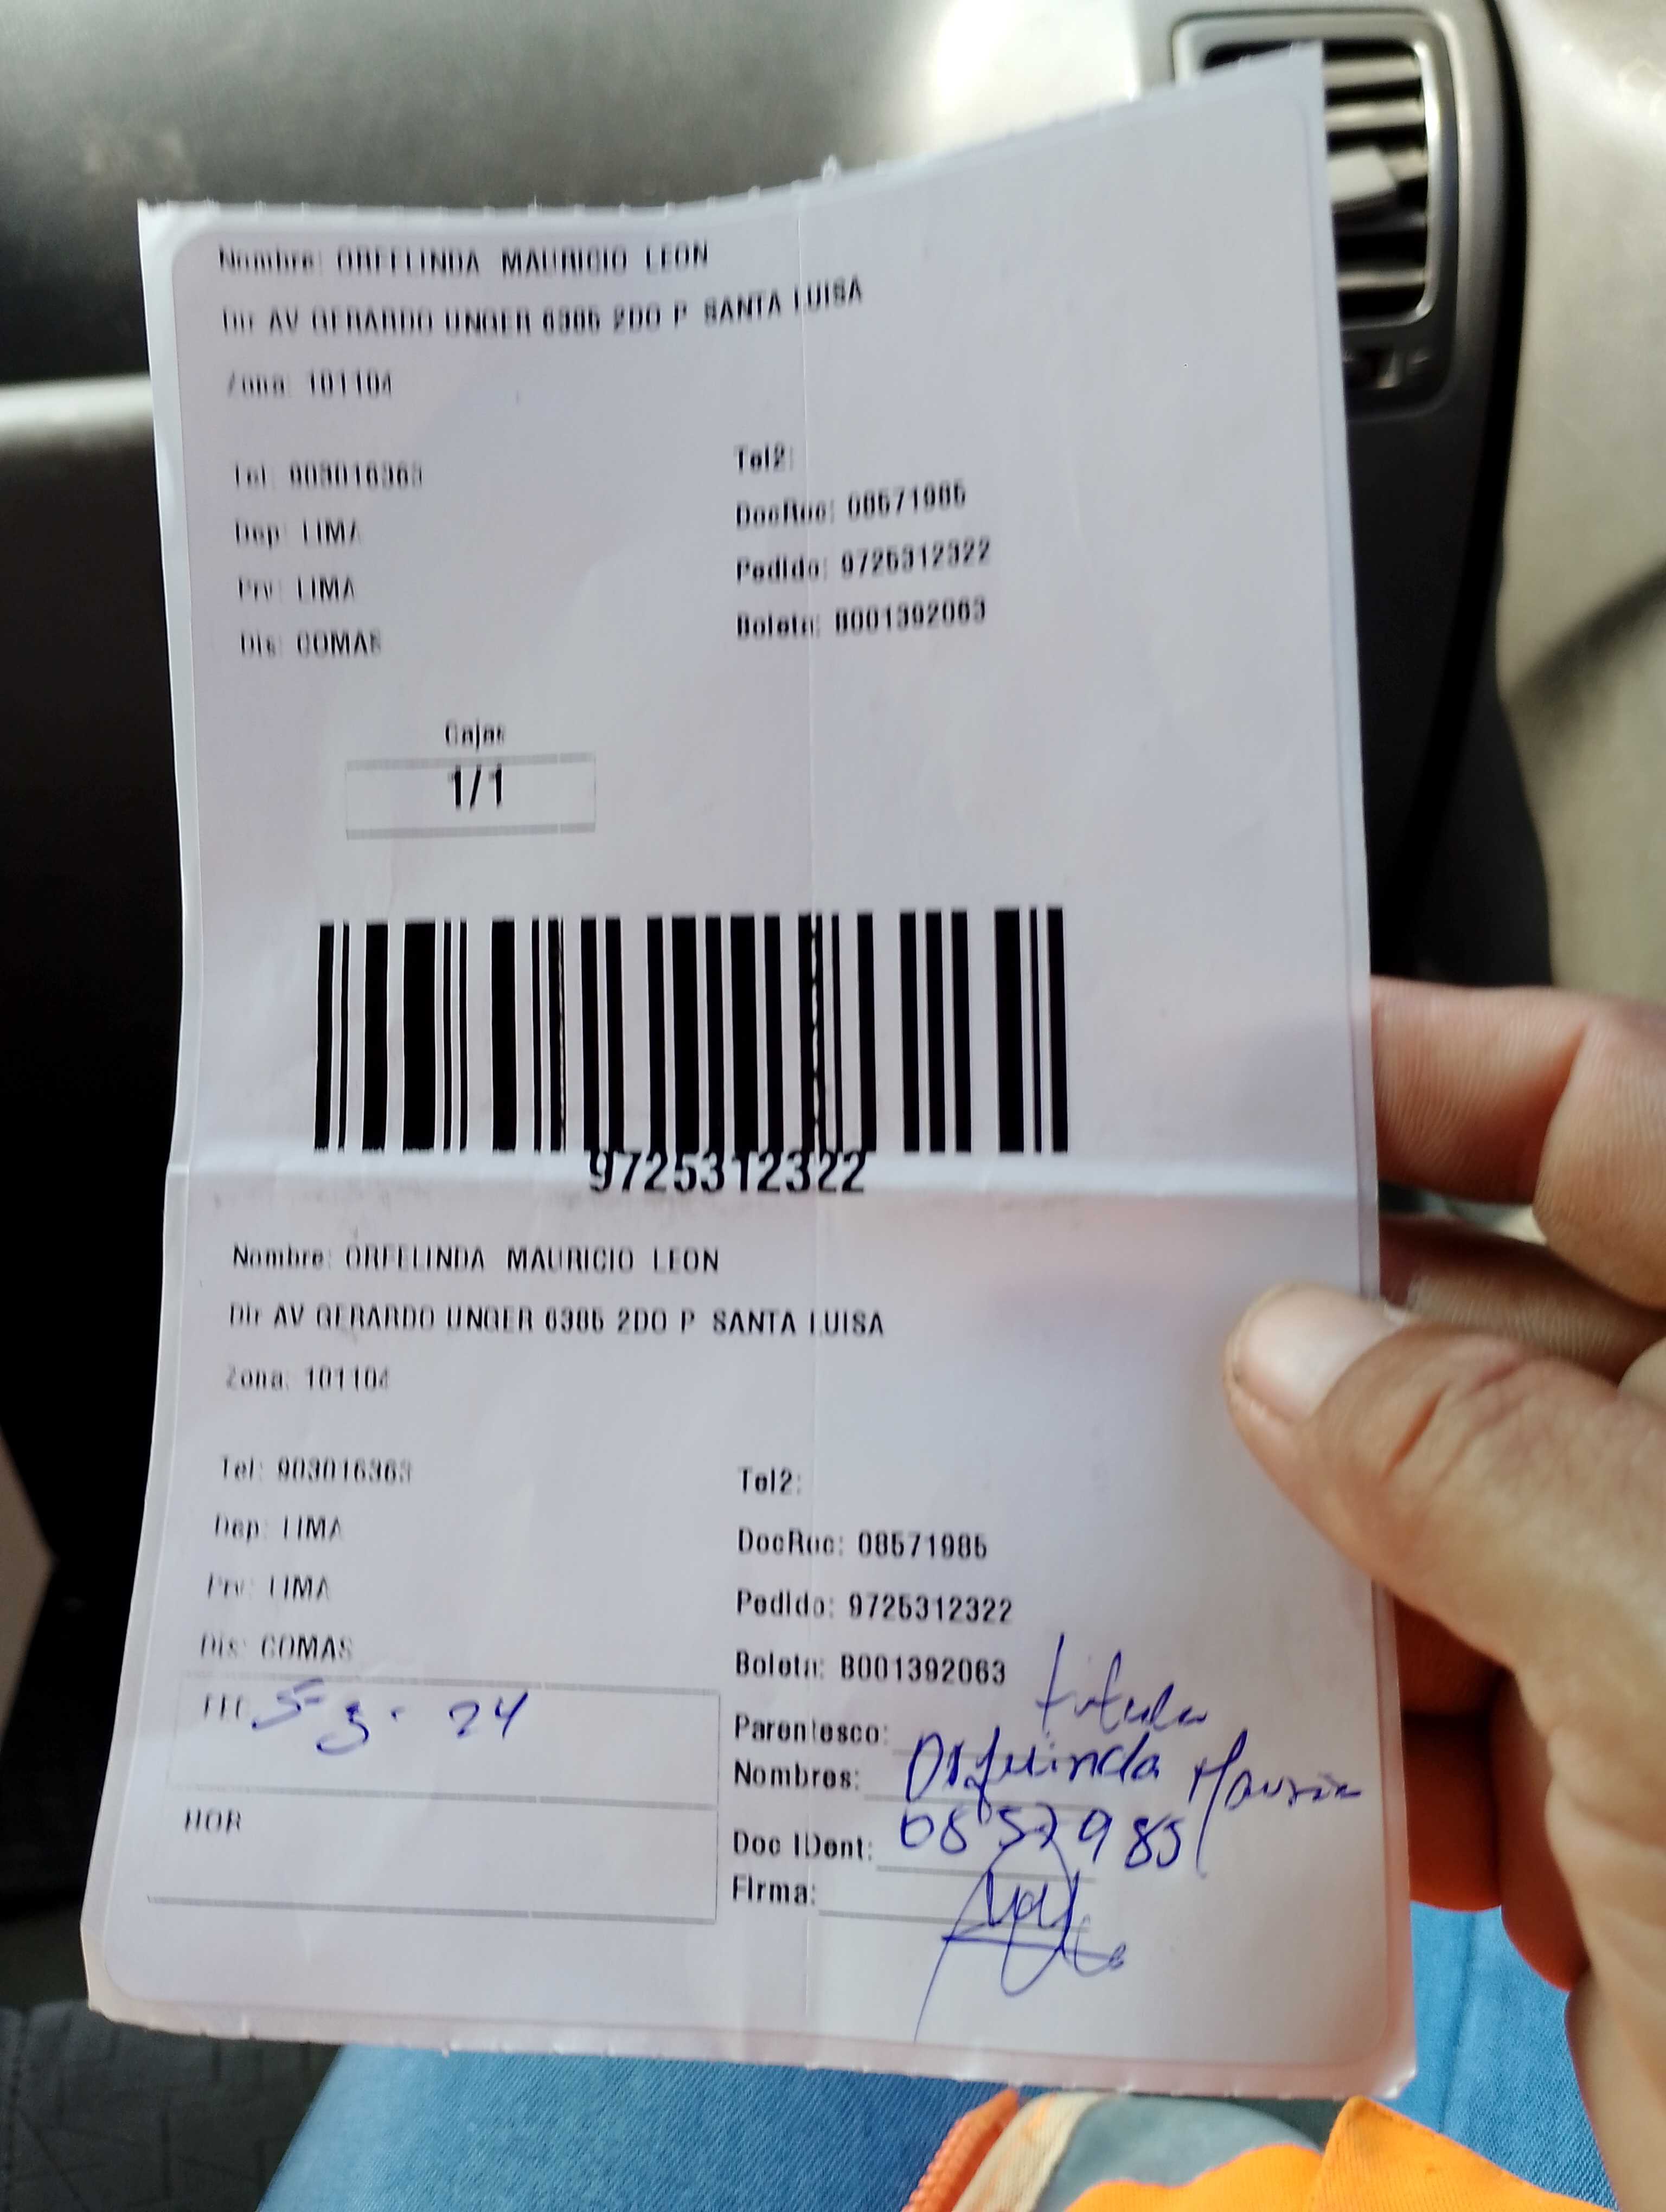 Nombre: ORFELINDA MAURICIO LEON
Dir AV GERARDO UNGER 6385 2DO P SANTA LUISA
Zona: 101104
Tel: 903016363
Tel2:
Dep: LIMA
DocRuc: 08571985
Prv: LIMA
Pedido: 9725312322
Dis: COMAS
Boleta: B001392063
Cajas
1/1
9725312322
Nombre: ORFELINDA MAURICIO LEON
Dir AV GERARDO UNGER 6385 2DO P SANTA LUISA
Zona: 101104
Tel: 903016363
Tel2:
Dep: LIMA
DocRuc: 08571985
Prv: LIMA
Pedido: 9725312322
Dis: COMAS
Boleta: B001392063
FEC 5-3-24
Parentesco:
Nombres: Orfelinda
HOR
Doc IDent:
Firma: